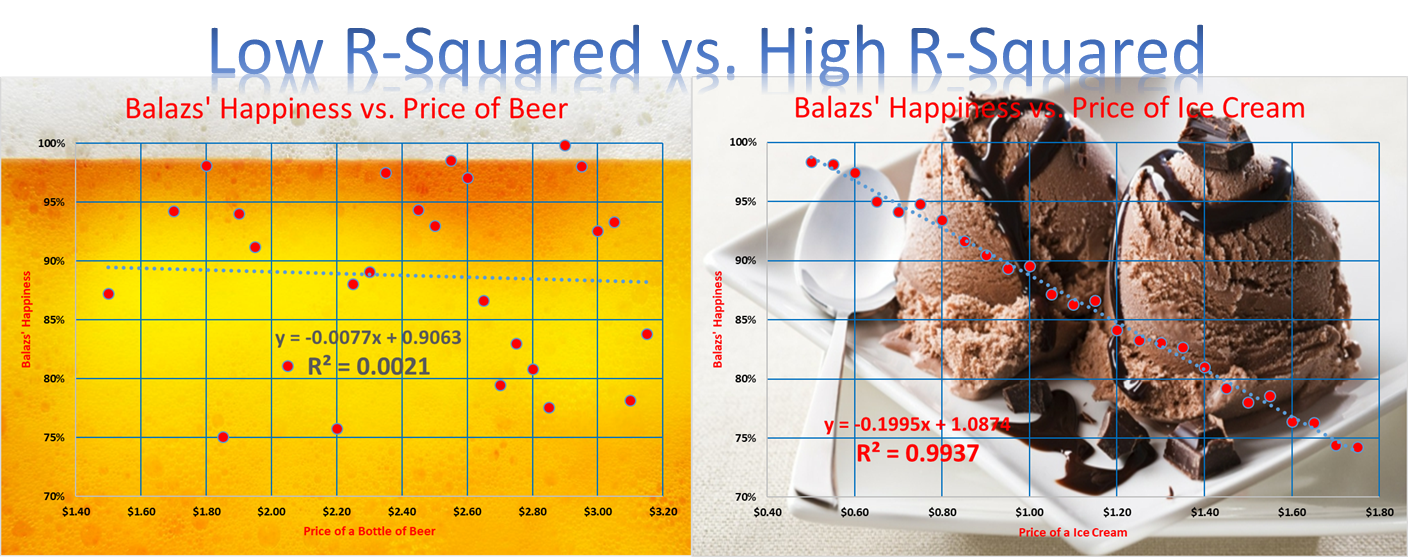 Low R-Squared vs. High R-Squared
Balazs' Happiness vs. Price of Beer
100%
95%
90%
85%
80%
75%
70%
Balazs' Happiness
y = -0.0077x + 0.9063
R² = 0.0021
$1.40 $1.60 $1.80 $2.00 $2.20 $2.40 $2.60 $2.80 $3.00 $3.20
Price of a Bottle of Beer
Balazs' Happiness vs. Price of Ice Cream
100%
95%
90%
85%
80%
75%
70%
Balazs' Happiness
y = -0.1995x + 1.0874
R² = 0.9937
$0.40 $0.60 $0.80 $1.00 $1.20 $1.40 $1.60 $1.80
Price of a Ice Cream